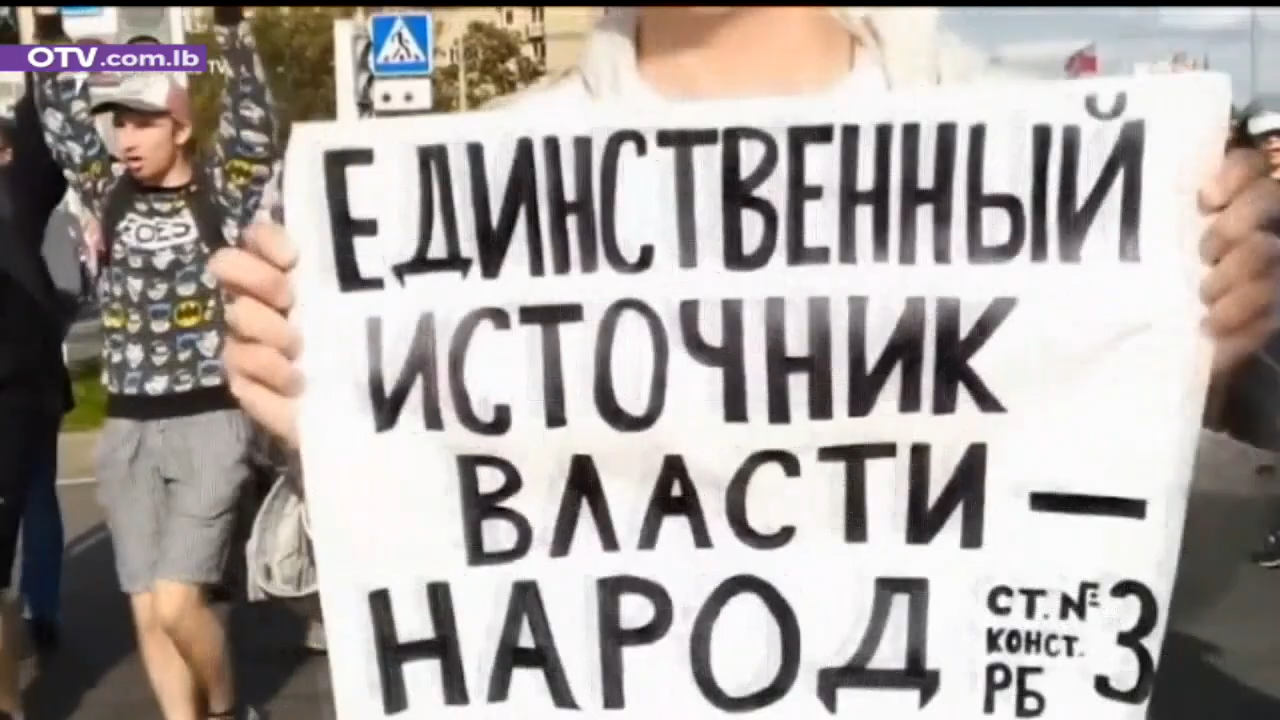 OTV.com.lb
ЕДИНСТВЕННЫЙ
ИСТОЧНИК
ВЛАСТИ –
НАРОД
СТ. № 3
КОНСТ.
РБ